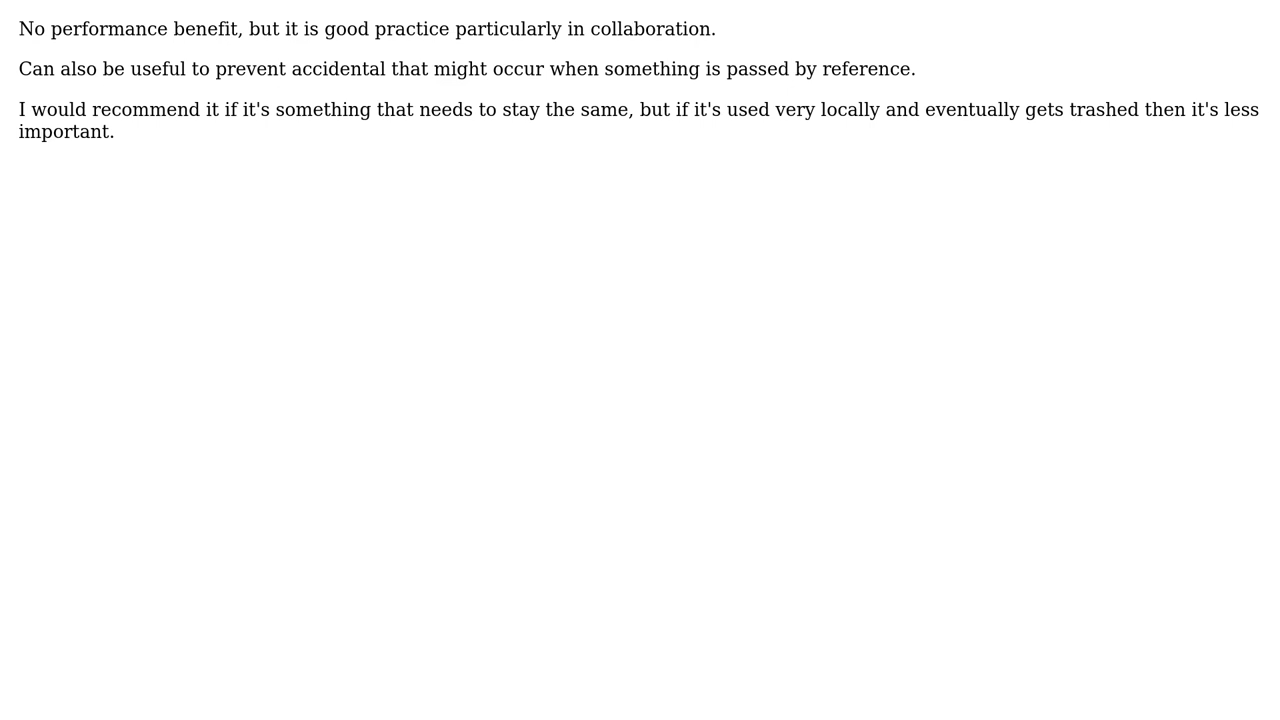 No performance benefit, but it is good practice particularly in collaboration.
Can also be useful to prevent accidental that might occur when something is passed by reference.
I would recommend it if it's something that needs to stay the same, but if it's used very locally and eventually gets trashed then it's less
important.